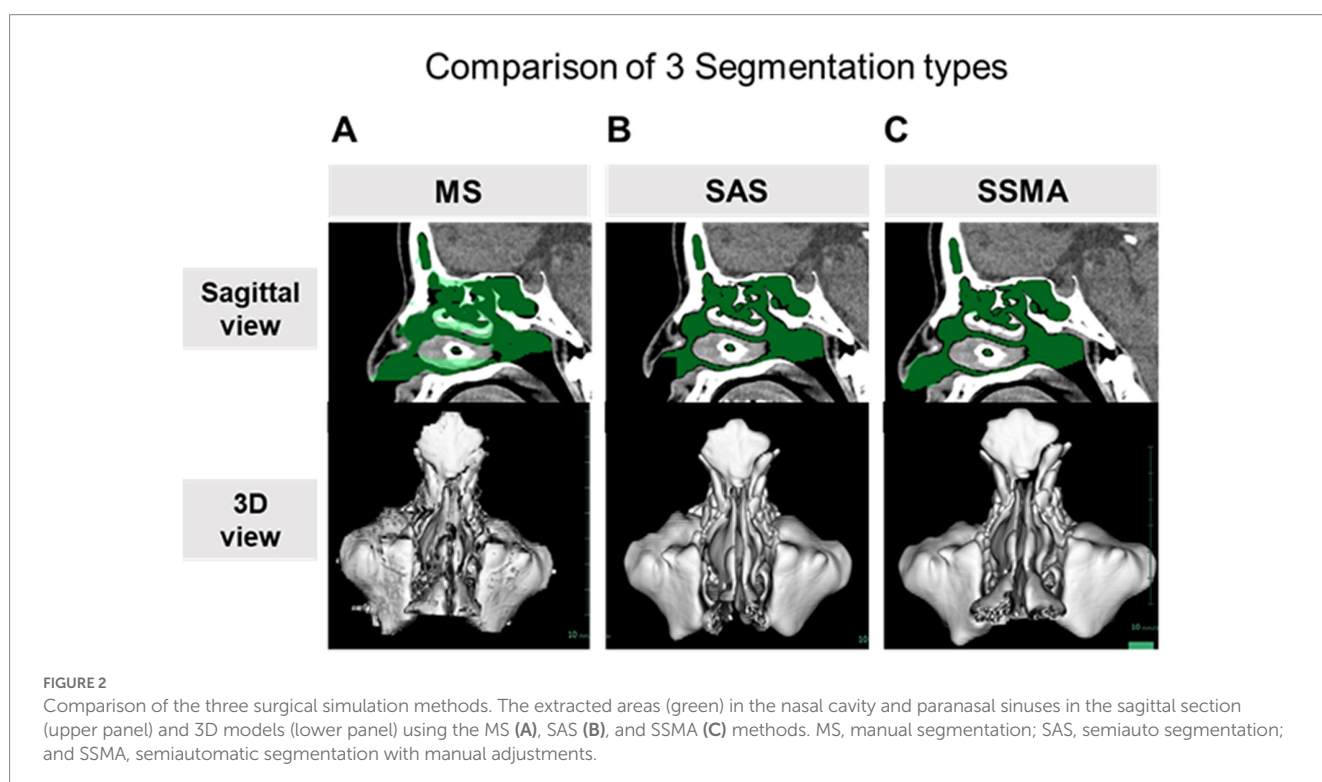 Comparison of 3 Segmentation types
A
B
C
MS
SAS
SSMA
Sagittal
view
3D
view
10
10
10
FIGURE 2
Comparison of the three surgical simulation methods. The extracted areas (green) in the nasal cavity and paranasal sinuses in the sagittal section
(upper panel) and 3D models (lower panel) using the MS (A), SAS (B), and SSMA (C) methods. MS, manual segmentation; SAS, semiauto segmentation;
and SSMA, semiautomatic segmentation with manual adjustments.